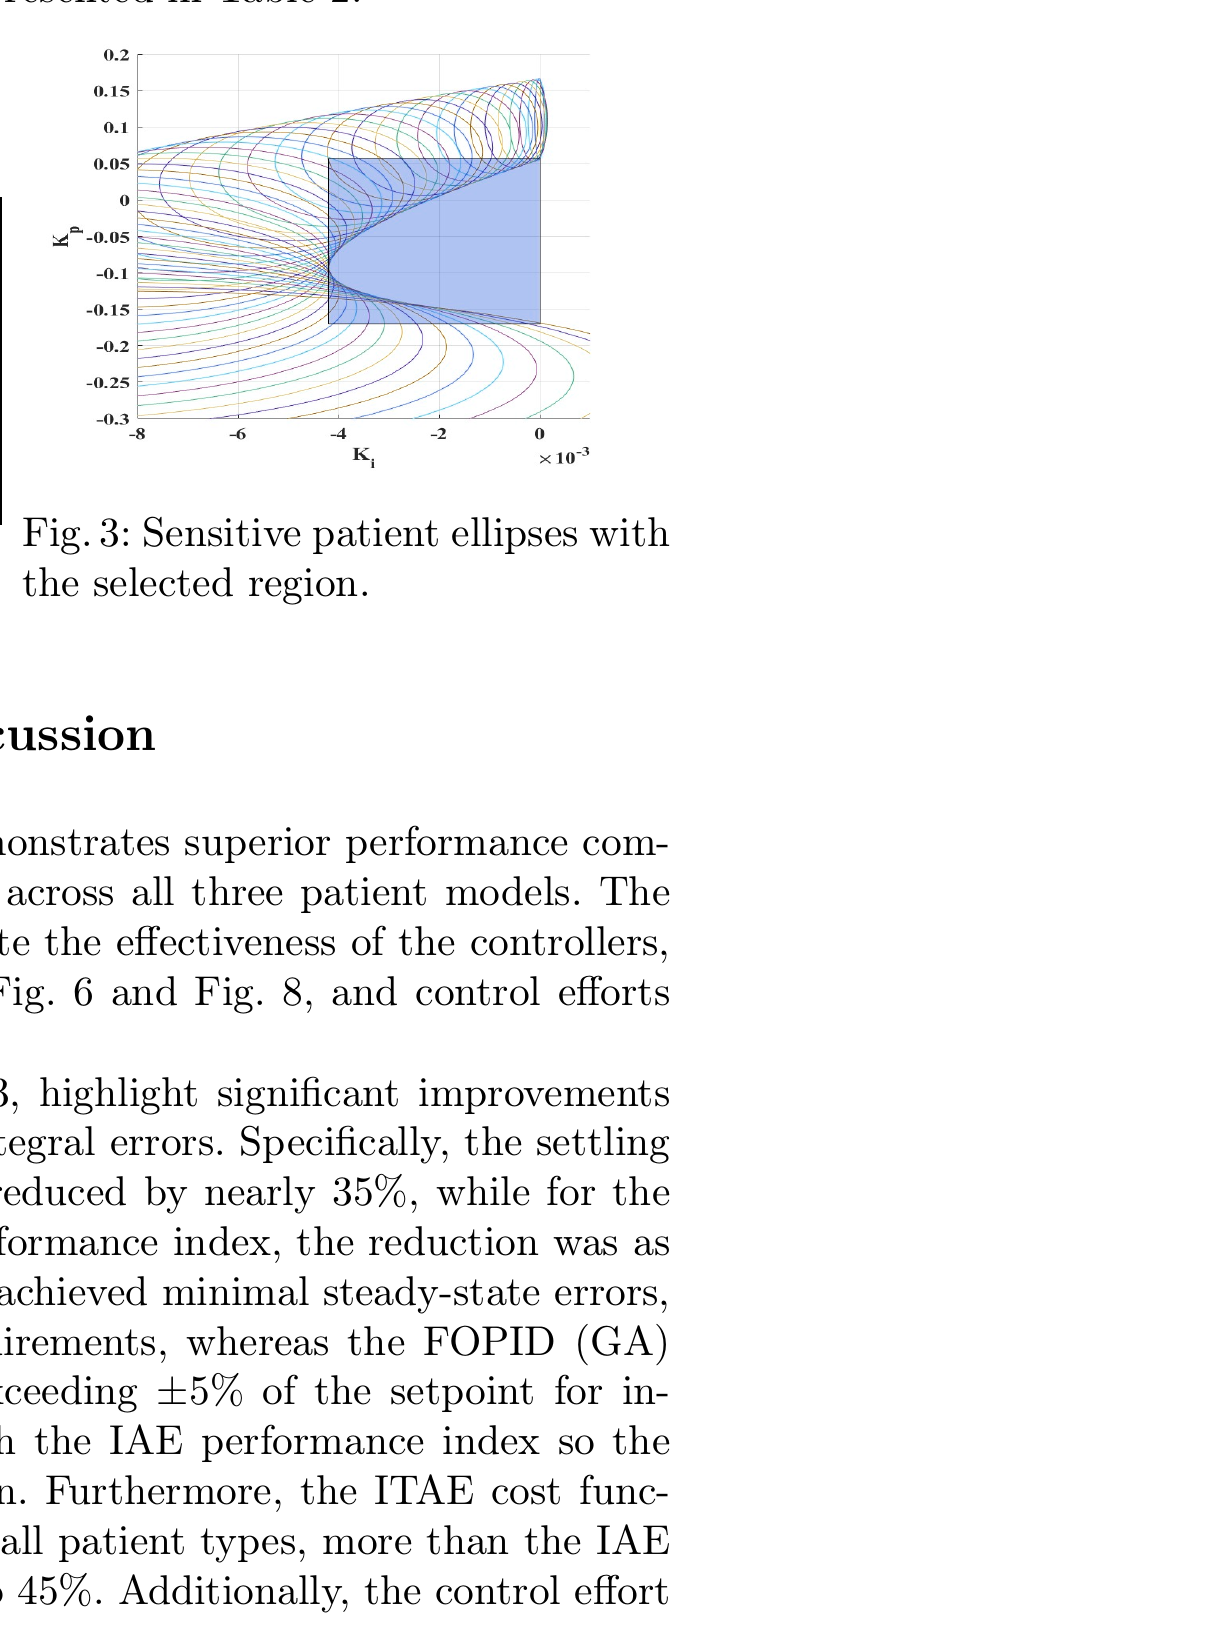 resented in Table 2.
0.2
0.15
0.1
0.05
0
-0.05
-0.1
-0.15
-0.2
-0.25
-0.3
K_p
-8 -6 -4 -2 0
K_i
×10^-3
Fig. 3: Sensitive patient ellipses with
the selected region.
cussion
nonstrates superior performance com-
across all three patient models. The
te the effectiveness of the controllers,
Fig. 6 and Fig. 8, and control efforts
3, highlight significant improvements
tegral errors. Specifically, the settling
reduced by nearly 35%, while for the
formance index, the reduction was as
achieved minimal steady-state errors,
irements, whereas the FOPID (GA)
xceeding ±5% of the setpoint for in-
h the IAE performance index so the
n. Furthermore, the ITAE cost func-
all patient types, more than the IAE
45%. Additionally, the control effort